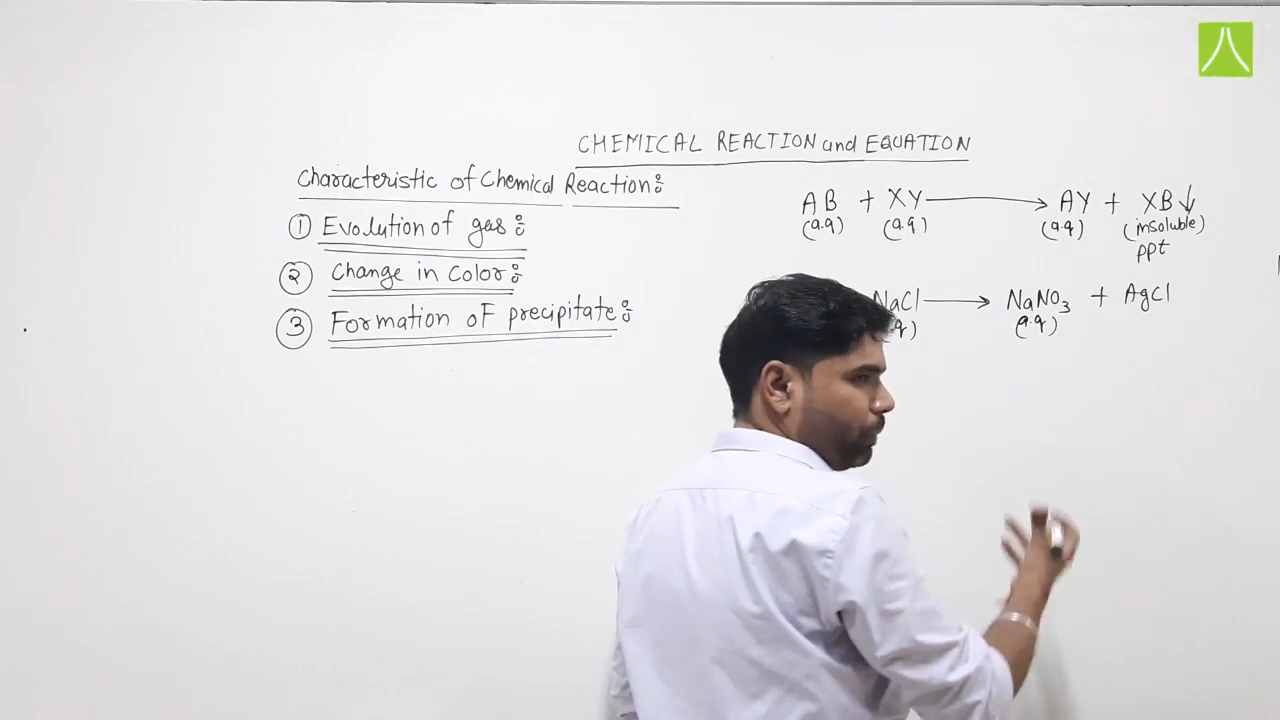 CHEMICAL REACTION and EQUATION
Characteristic of Chemical Reaction:
① Evolution of gas:
② Change in Color:
③ Formation of precipitate:
AB + XY ⟶ AY + XB↓
(a.q) (a.q) (a.q) (insoluble)
ppt
NaCl ⟶ NaNO₃ + AgCl
q) (a.q)